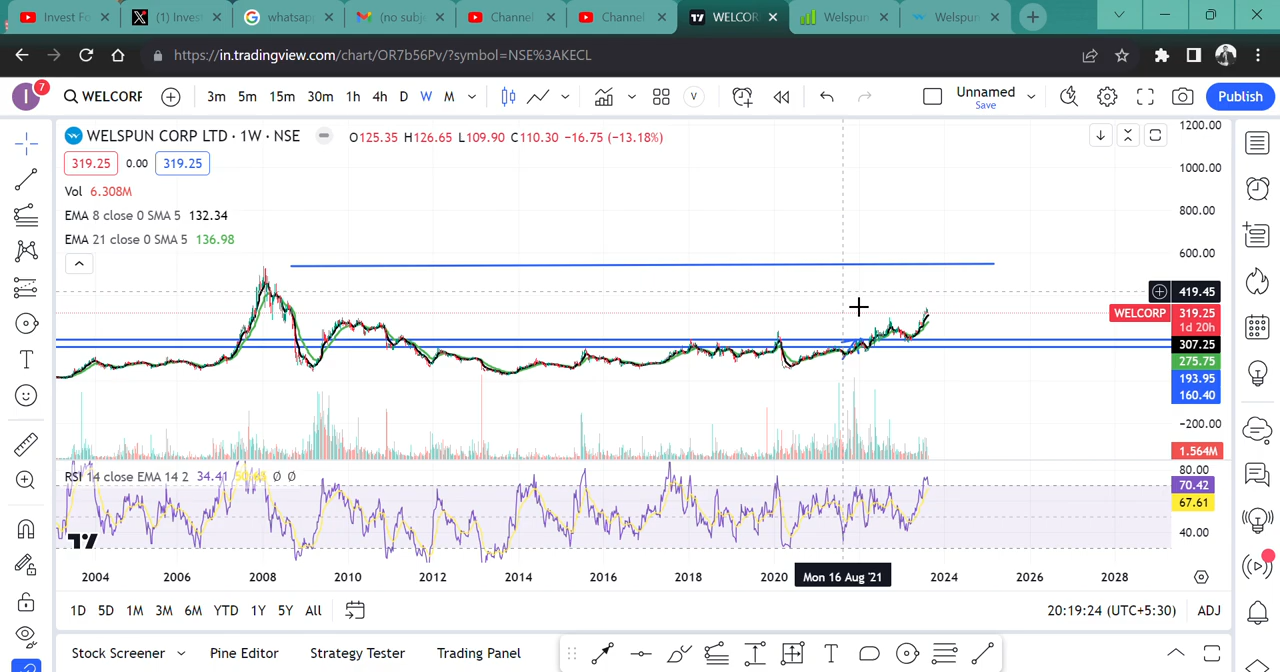 Invest Fo
(1) Invest
whatsapp
(no subje
Channel
Channel
WELCOR
Welspun
Welspun
https://in.tradingview.com/chart/OR7b56Pv/?symbol=NSE%3AKECL
I 7 WELCORP 3m 5m 15m 30m 1h 4h D W M V Unnamed Save Publish
WELSPUN CORP LTD · 1W · NSE O125.35 H126.65 L109.90 C110.30 −16.75 (−13.18%)
319.25 0.00 319.25
Vol 6.308M
EMA 8 close 0 SMA 5 132.34
EMA 21 close 0 SMA 5 136.98
1200.00
1000.00
800.00
600.00
419.45
WELCORP 319.25
1d 20h
307.25
275.75
193.95
160.40
−200.00
1.564M
RSI 14 close EMA 14 2 34.41 Ø Ø
80.00
70.42
67.61
40.00
2004 2006 2008 2010 2012 2014 2016 2018 2020 Mon 16 Aug '21 2024 2026 2028
1D 5D 1M 3M 6M YTD 1Y 5Y All 20:19:24 (UTC+5:30) ADJ
Stock Screener Pine Editor Strategy Tester Trading Panel